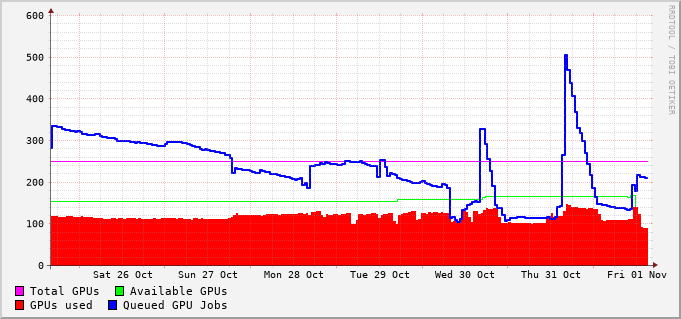 600
500
400
300
200
100
0
Sat 26 Oct Sun 27 Oct Mon 28 Oct Tue 29 Oct Wed 30 Oct Thu 31 Oct Fri 01 Nov
Total GPUs Available GPUs
GPUs used Queued GPU Jobs
RRDTOOL / TOBI OETIKER